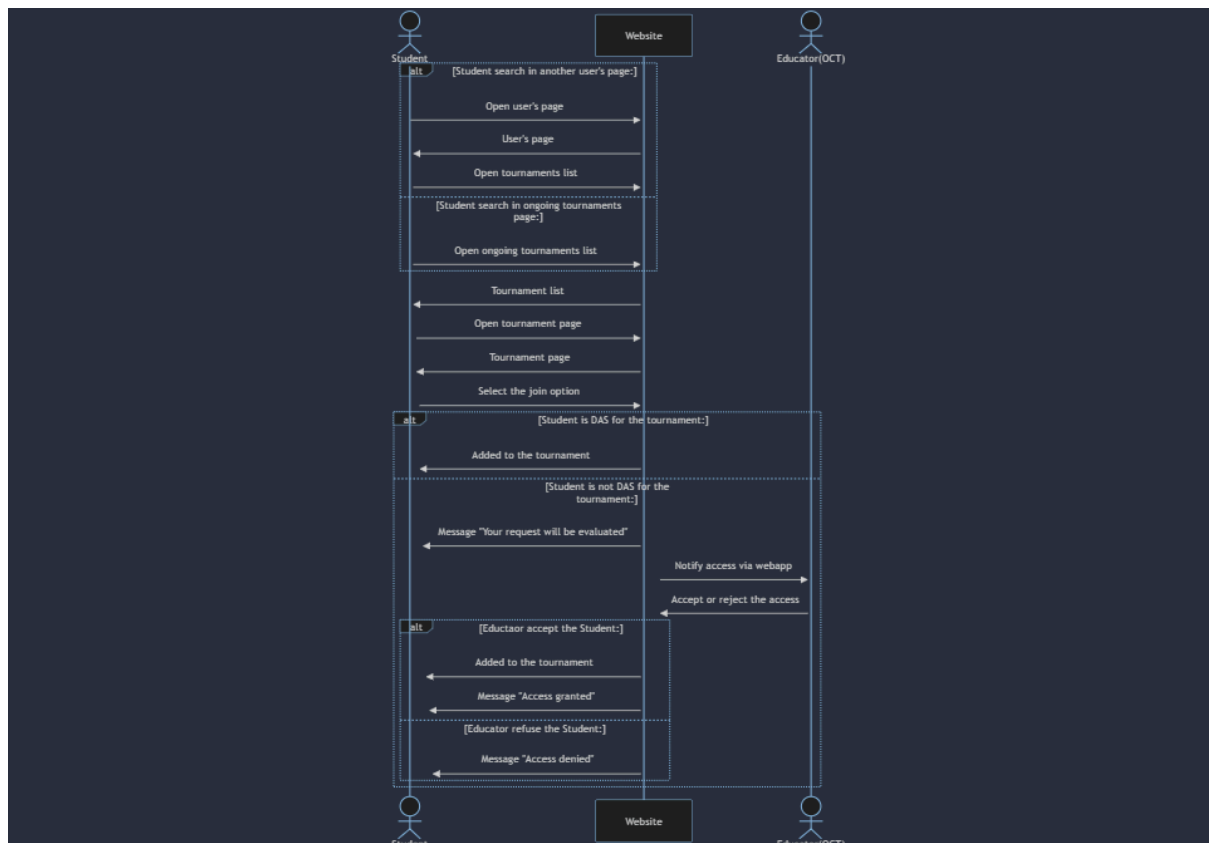 Website
Student
Educator(OCT)
alt
[Student search in another user's page:]
Open user's page
User's page
Open tournaments list
[Student search in ongoing tournaments
page:]
Open ongoing tournaments list
Tournament list
Open tournament page
Tournament page
Select the join option
alt
[Student is DAS for the tournament:]
Added to the tournament
[Student is not DAS for the
tournament:]
Message "Your request will be evaluated"
Notify access via webapp
Accept or reject the access
alt
[Eductaor accept the Student:]
Added to the tournament
Message "Access granted"
[Educator refuse the Student:]
Message "Access denied"
Website
Student
Educator(OCT)